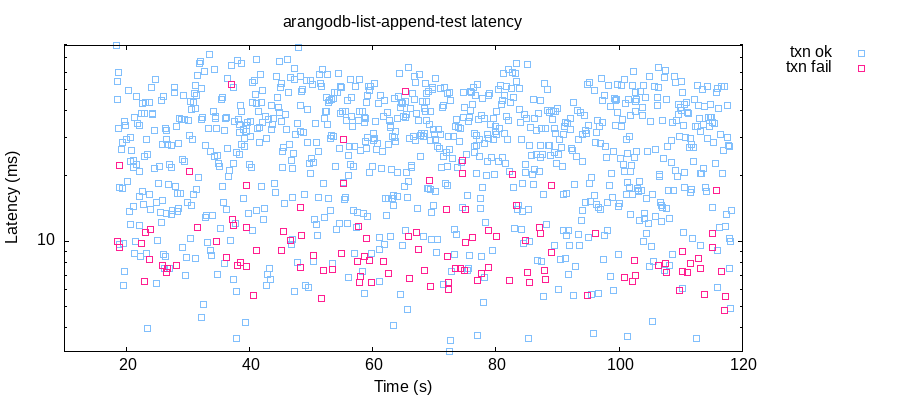 arangodb-list-append-test latency
txn ok
txn fail
Latency (ms)
10
20
40
60
80
100
120
Time (s)